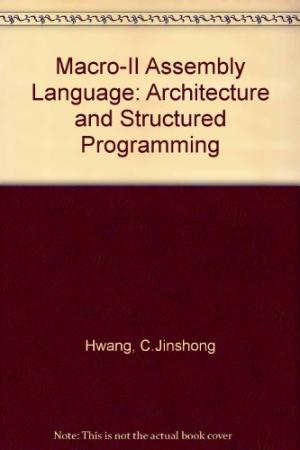 Macro-II Assembly
Language: Architecture
and Structured
Programming
Hwang, C.Jinshong
Note: This is not the actual book cover